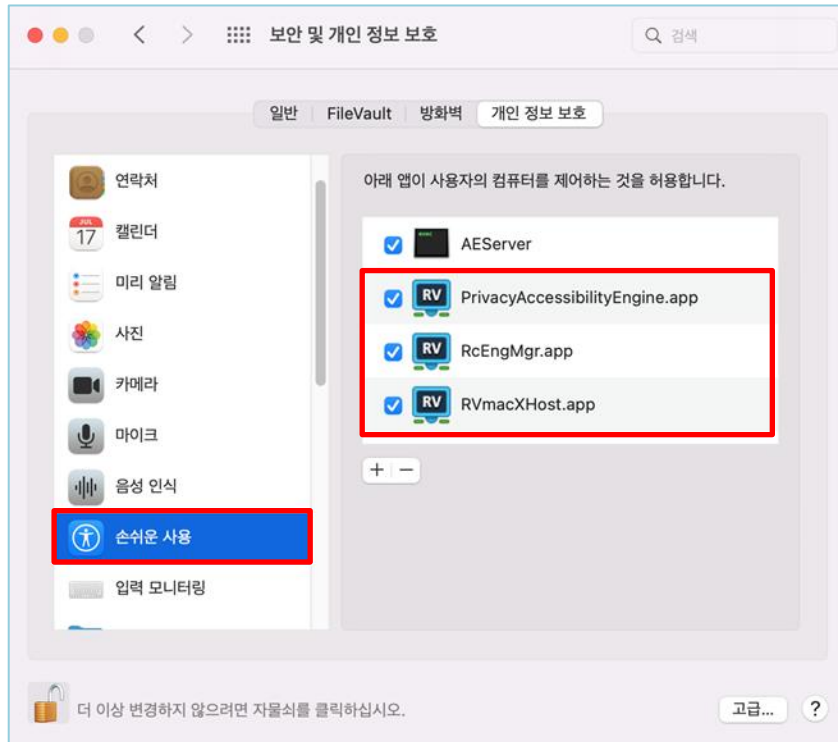 보안 및 개인 정보 보호
검색
일반 FileVault 방화벽 개인 정보 보호
연락처
JUL
17
캘린더
미리 알림
사진
카메라
마이크
음성 인식
손쉬운 사용
입력 모니터링
아래 앱이 사용자의 컴퓨터를 제어하는 것을 허용합니다.
AEServer
RV PrivacyAccessibilityEngine.app
RV RcEngMgr.app
RV RVmacXHost.app
+ −
더 이상 변경하지 않으려면 자물쇠를 클릭하십시오.
고급... ?